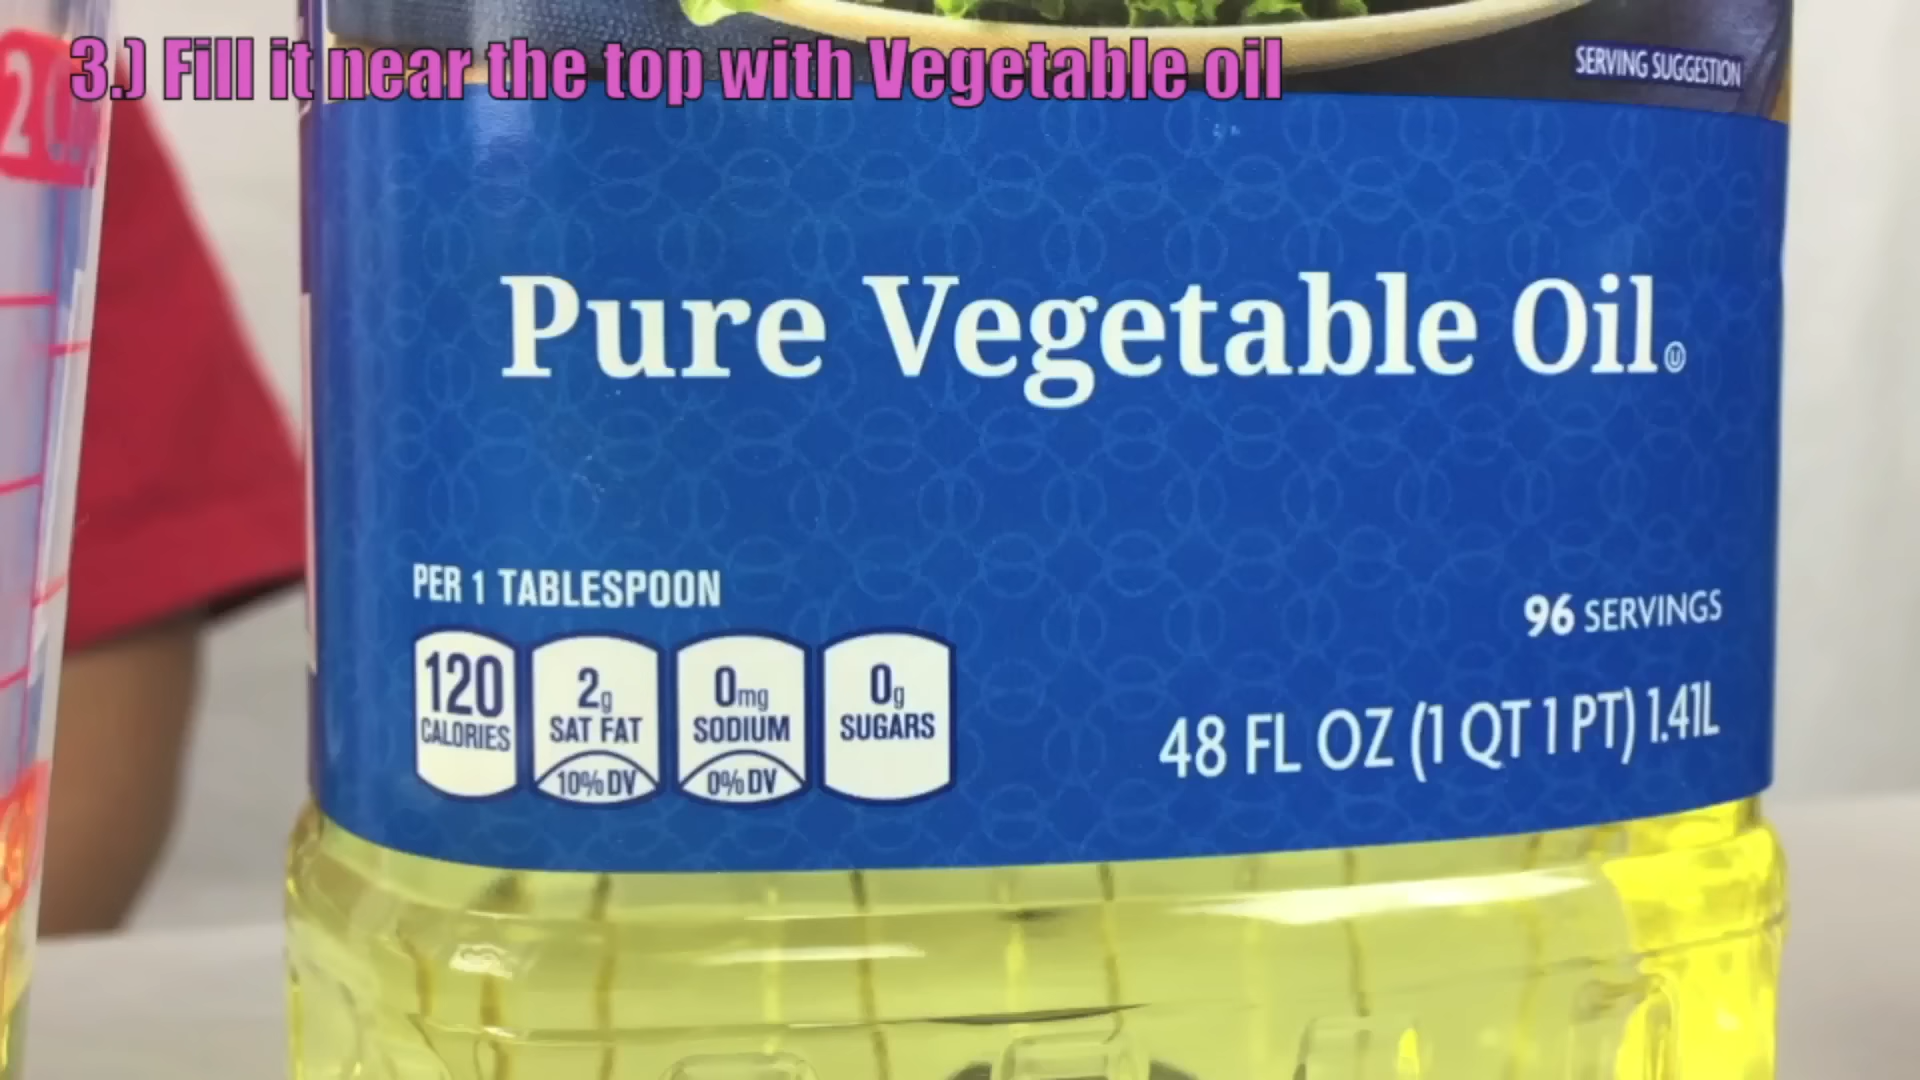 3.) Fill it near the top with Vegetable oil
SERVING SUGGESTION
Pure Vegetable Oil
PER 1 TABLESPOON
96 SERVINGS
120 CALORIES
2g SAT FAT 10% DV
0mg SODIUM 0% DV
0g SUGARS
48 FL OZ (1 QT 1 PT) 1.41L